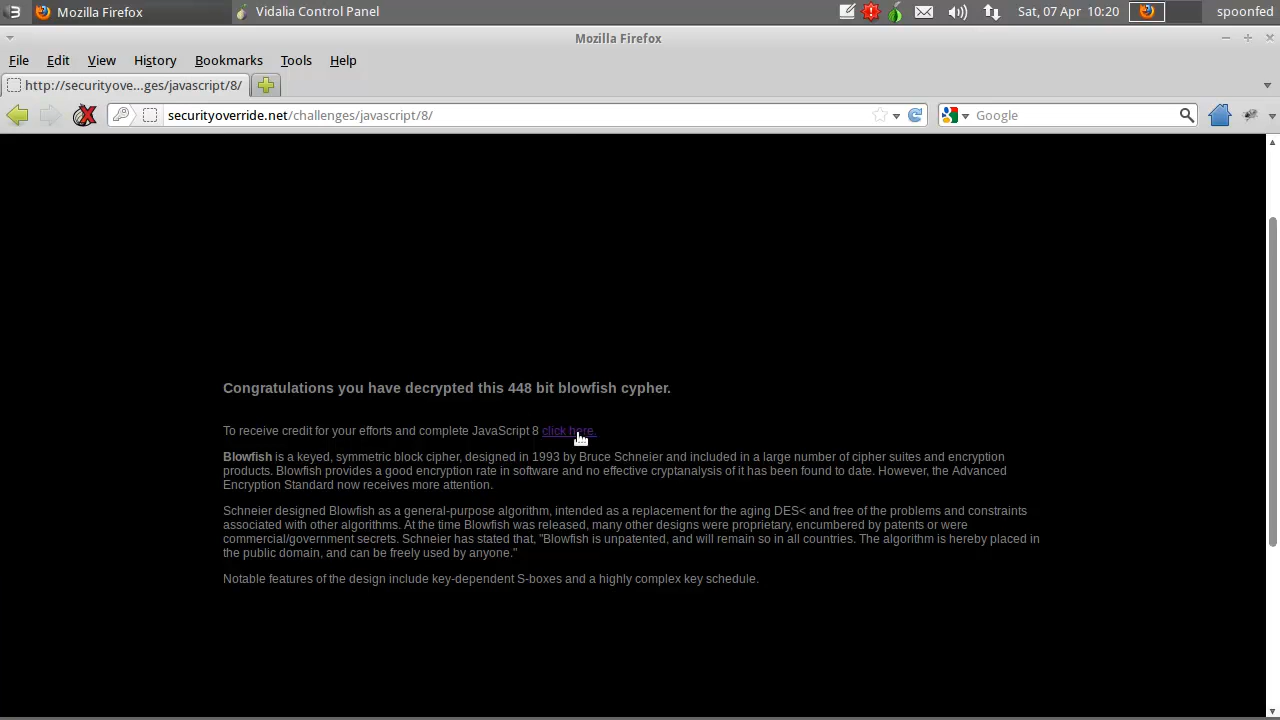 Mozilla Firefox
Vidalia Control Panel
Sat, 07 Apr 10:20
spoonfed
Mozilla Firefox
File Edit View History Bookmarks Tools Help
http://securityove...ges/javascript/8/
securityoverride.net/challenges/javascript/8/
Google
Congratulations you have decrypted this 448 bit blowfish cypher.
To receive credit for your efforts and complete JavaScript 8 click here.
Blowfish is a keyed, symmetric block cipher, designed in 1993 by Bruce Schneier and included in a large number of cipher suites and encryption
products. Blowfish provides a good encryption rate in software and no effective cryptanalysis of it has been found to date. However, the Advanced
Encryption Standard now receives more attention.
Schneier designed Blowfish as a general-purpose algorithm, intended as a replacement for the aging DES< and free of the problems and constraints
associated with other algorithms. At the time Blowfish was released, many other designs were proprietary, encumbered by patents or were
commercial/government secrets. Schneier has stated that, "Blowfish is unpatented, and will remain so in all countries. The algorithm is hereby placed in
the public domain, and can be freely used by anyone."
Notable features of the design include key-dependent S-boxes and a highly complex key schedule.